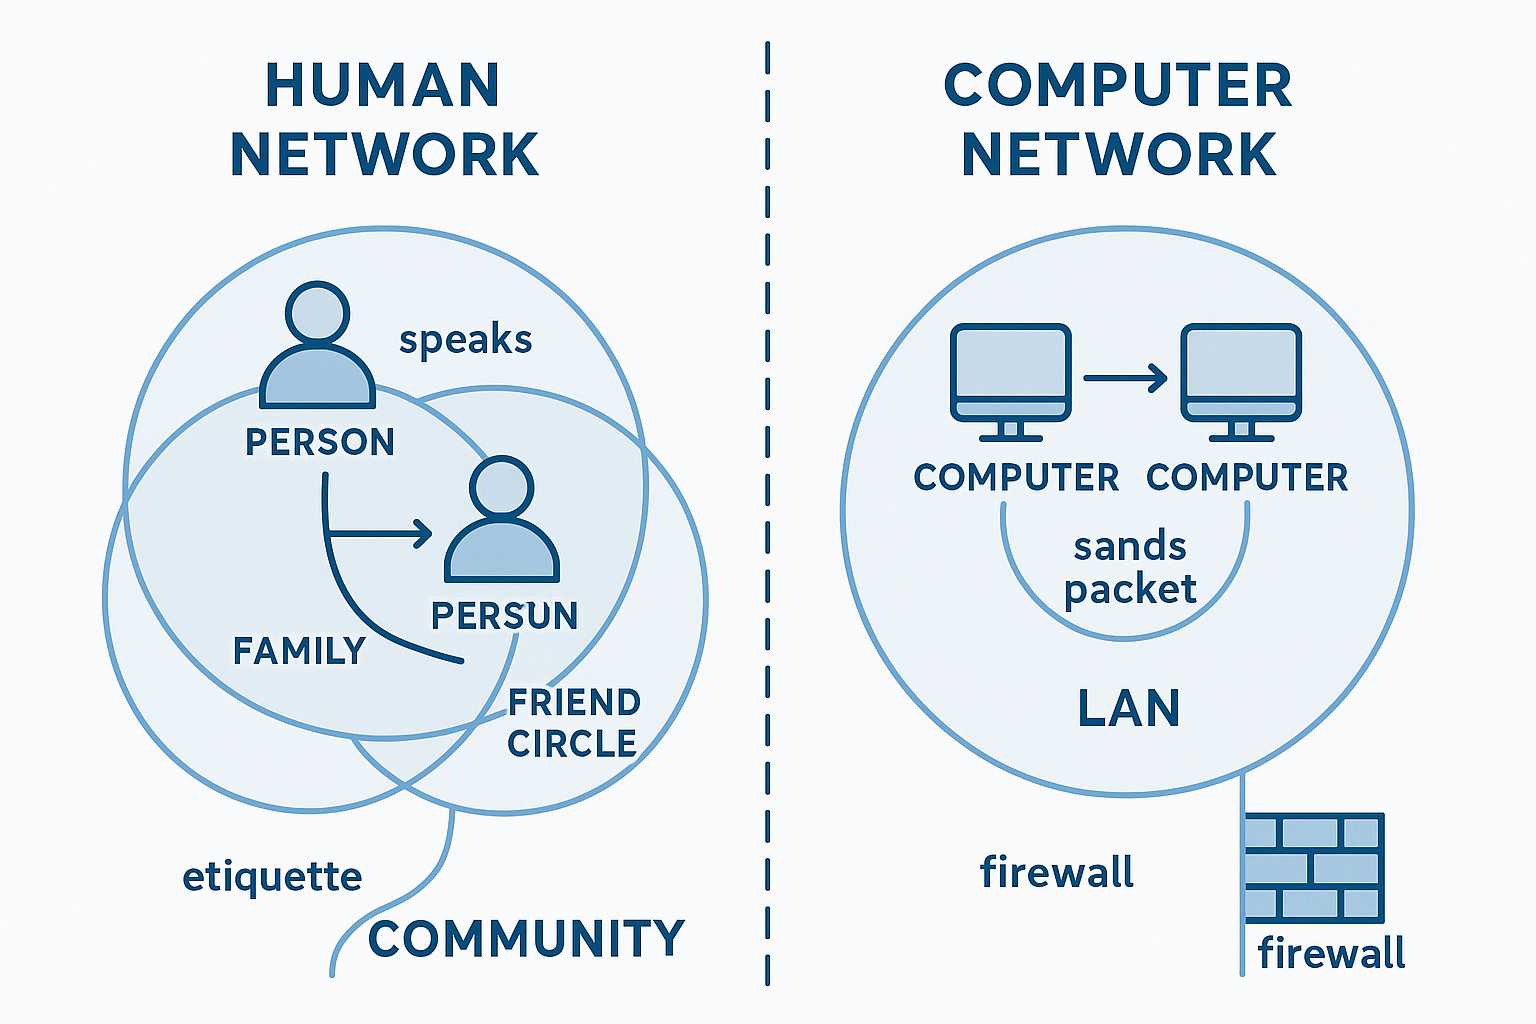 HUMAN
NETWORK
speaks
PERSON
PERSUN
FAMILY
FRIEND
CIRCLE
etiquette
COMMUNITY
COMPUTER
NETWORK
COMPUTER COMPUTER
sands
packet
LAN
firewall
firewall